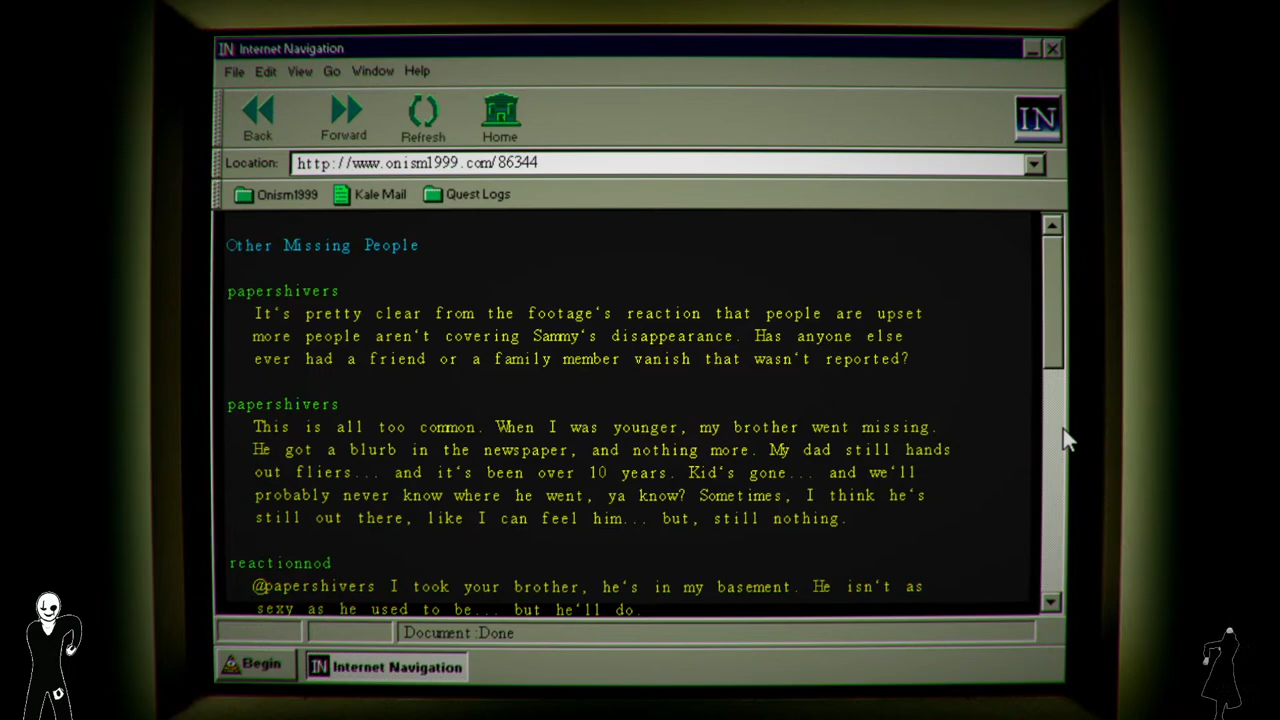 IN Internet Navigation
File Edit View Go Window Help
Back Forward Refresh Home
IN
Location: http://www.onism1999.com/86344
Onism1999 Kale Mail Quest Logs
Other Missing People
papershivers
It's pretty clear from the footage's reaction that people are upset
more people aren't covering Sammy's disappearance. Has anyone else
ever had a friend or a family member vanish that wasn't reported?
papershivers
This is all too common. When I was younger, my brother went missing.
He got a blurb in the newspaper, and nothing more. My dad still hands
out fliers... and it's been over 10 years. Kid's gone... and we'll
probably never know where he went, ya know? Sometimes, I think he's
still out there, like I can feel him... but, still nothing.
reactionnod
@papershivers I took your brother, he's in my basement. He isn't as
sexy as he used to be... but he'll do.
Document :Done
Begin IN Internet Navigation